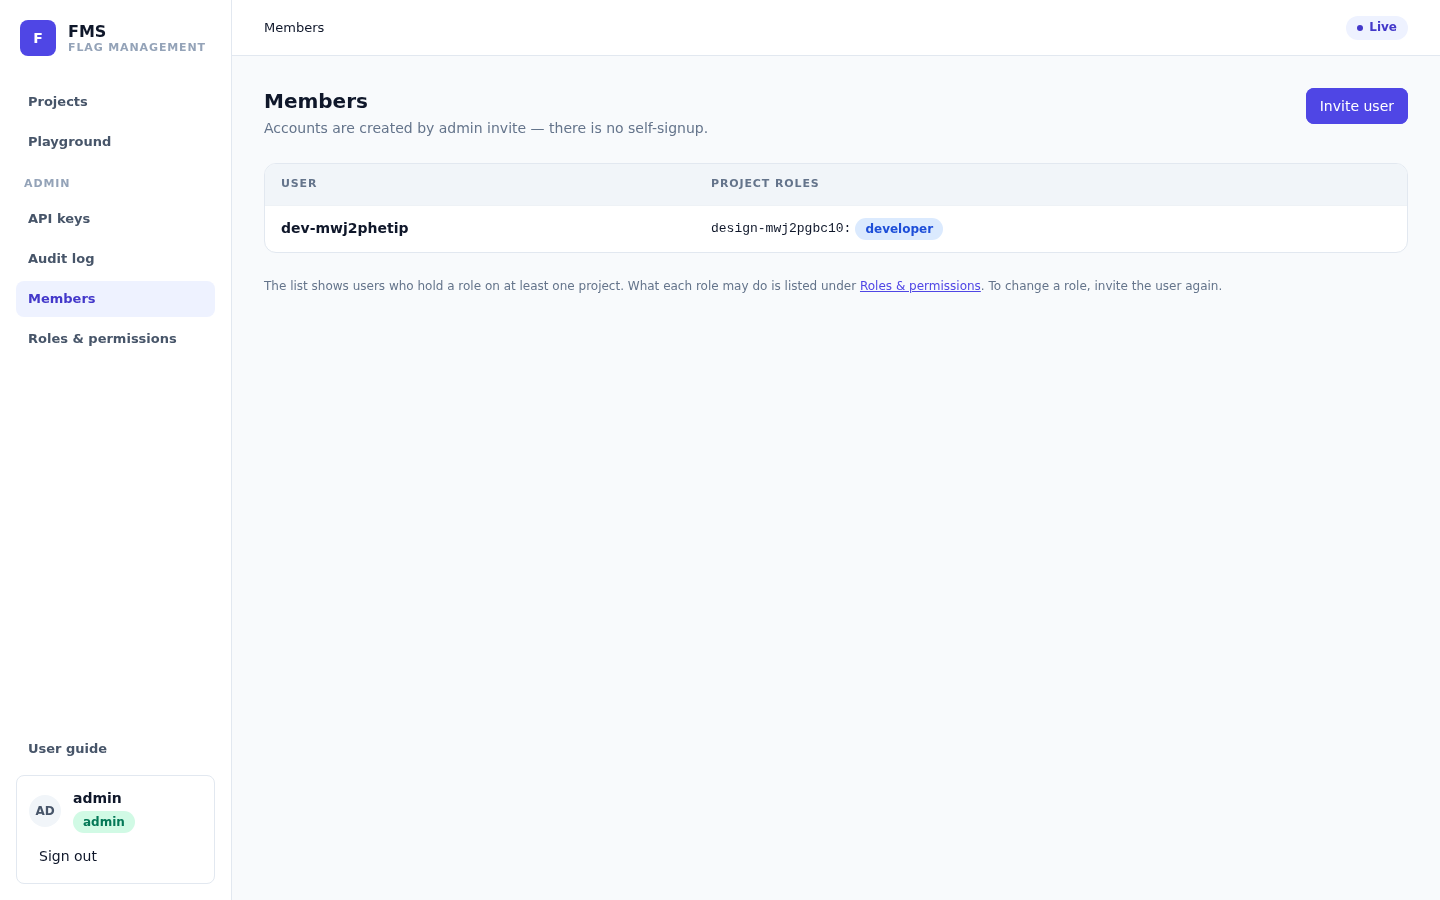 F
FMS
FLAG MANAGEMENT
Projects
Playground
ADMIN
API keys
Audit log
Members
Roles & permissions
User guide
AD
admin
admin
Sign out
Members
Live
Members
Accounts are created by admin invite — there is no self-signup.
Invite user
USER PROJECT ROLES
dev-mwj2phetip design-mwj2pgbc10: developer
The list shows users who hold a role on at least one project. What each role may do is listed under Roles & permissions. To change a role, invite the user again.